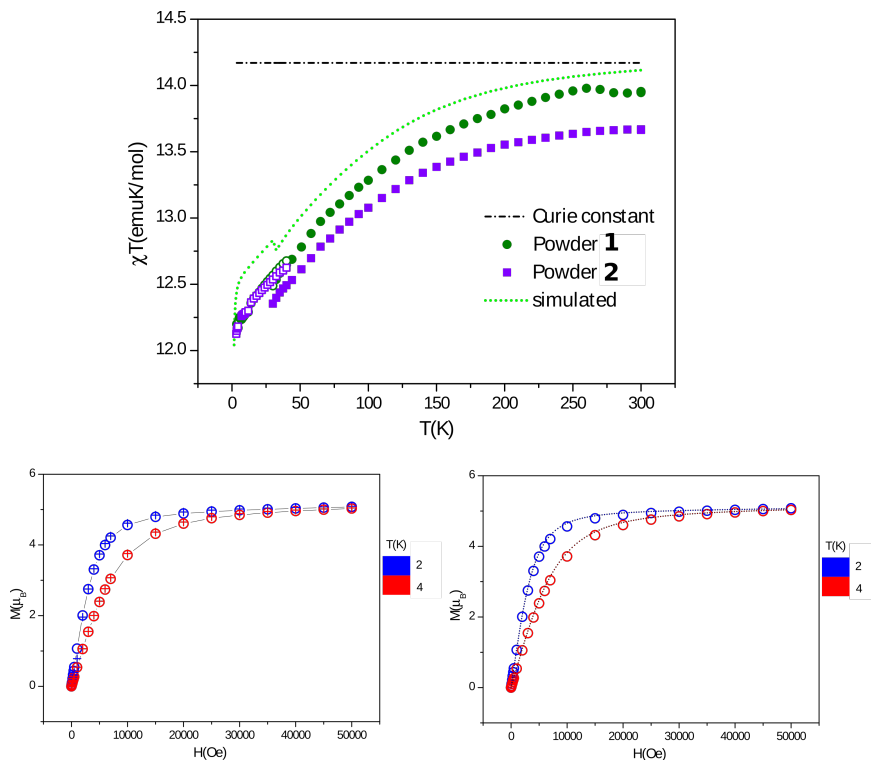 14.5
14.0
13.5
13.0
12.5
12.0
χT(emuK/mol)
Curie constant
Powder 1
Powder 2
simulated
0 50 100 150 200 250 300
T(K)
6
4
2
0
M(μB)
T(K)
2
4
0 10000 20000 30000 40000 50000
H(Oe)
6
4
2
0
M(μB)
T(K)
2
4
0 10000 20000 30000 40000 50000
H(Oe)